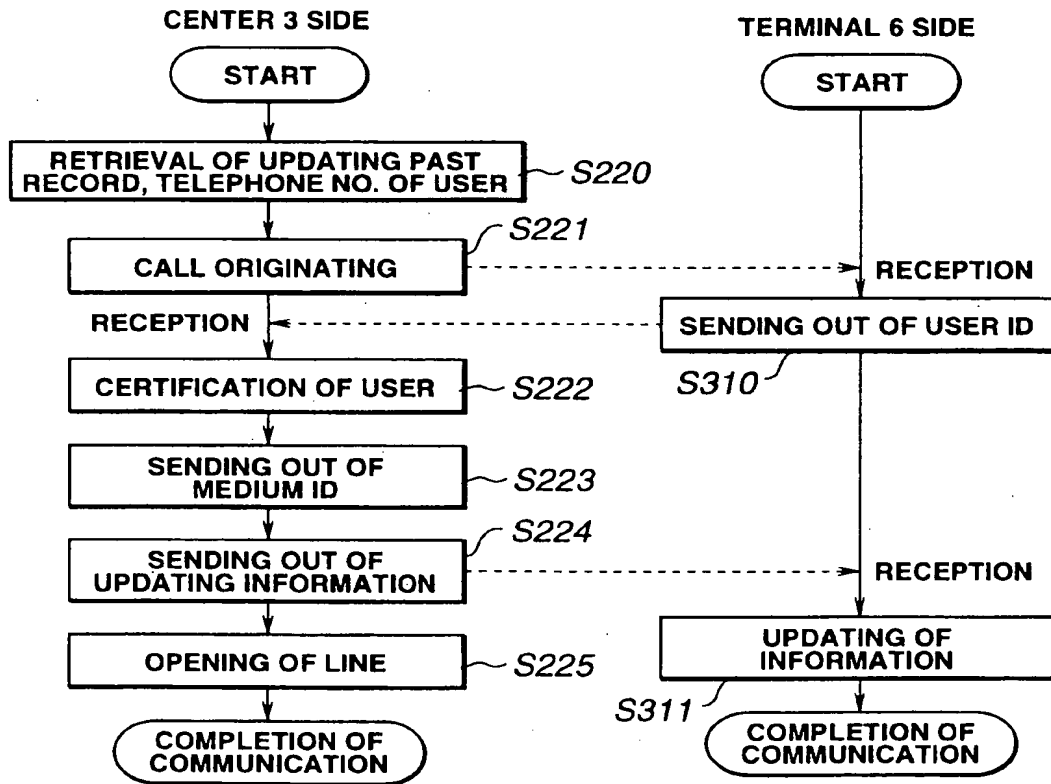 CENTER 3 SIDE
START
RETRIEVAL OF UPDATING PAST
RECORD, TELEPHONE NO. OF USER
S220
S221
CALL ORIGINATING
RECEPTION
CERTIFICATION OF USER
S222
SENDING OUT OF
MEDIUM ID
S223
S224
SENDING OUT OF
UPDATING INFORMATION
OPENING OF LINE
S225
COMPLETION OF
COMMUNICATION
TERMINAL 6 SIDE
START
RECEPTION
SENDING OUT OF USER ID
S310
RECEPTION
UPDATING OF
INFORMATION
S311
COMPLETION OF
COMMUNICATION